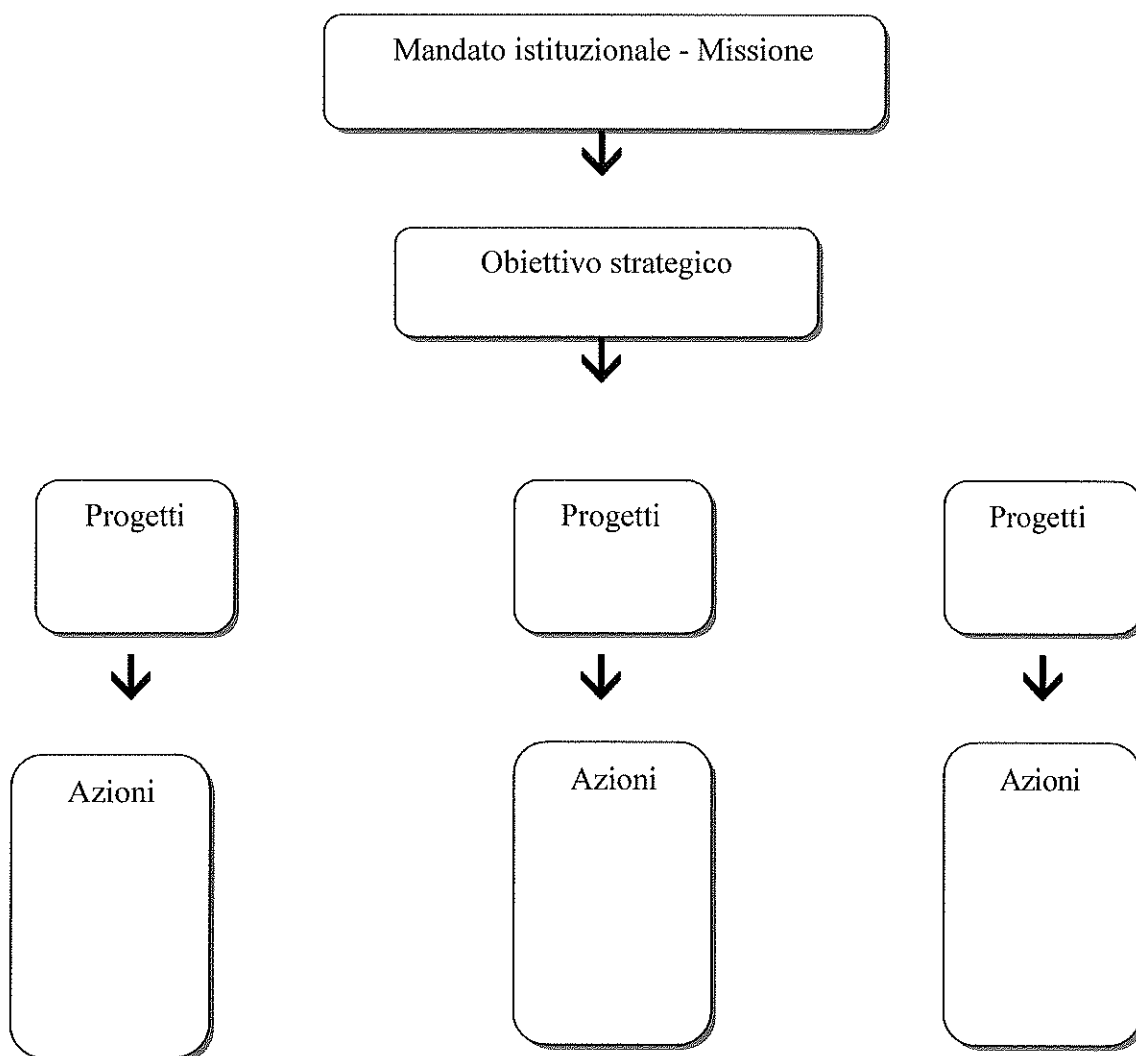 Mandato istituzionale - Missione
Obiettivo strategico
Progetti
Progetti
Progetti
Azioni
Azioni
Azioni